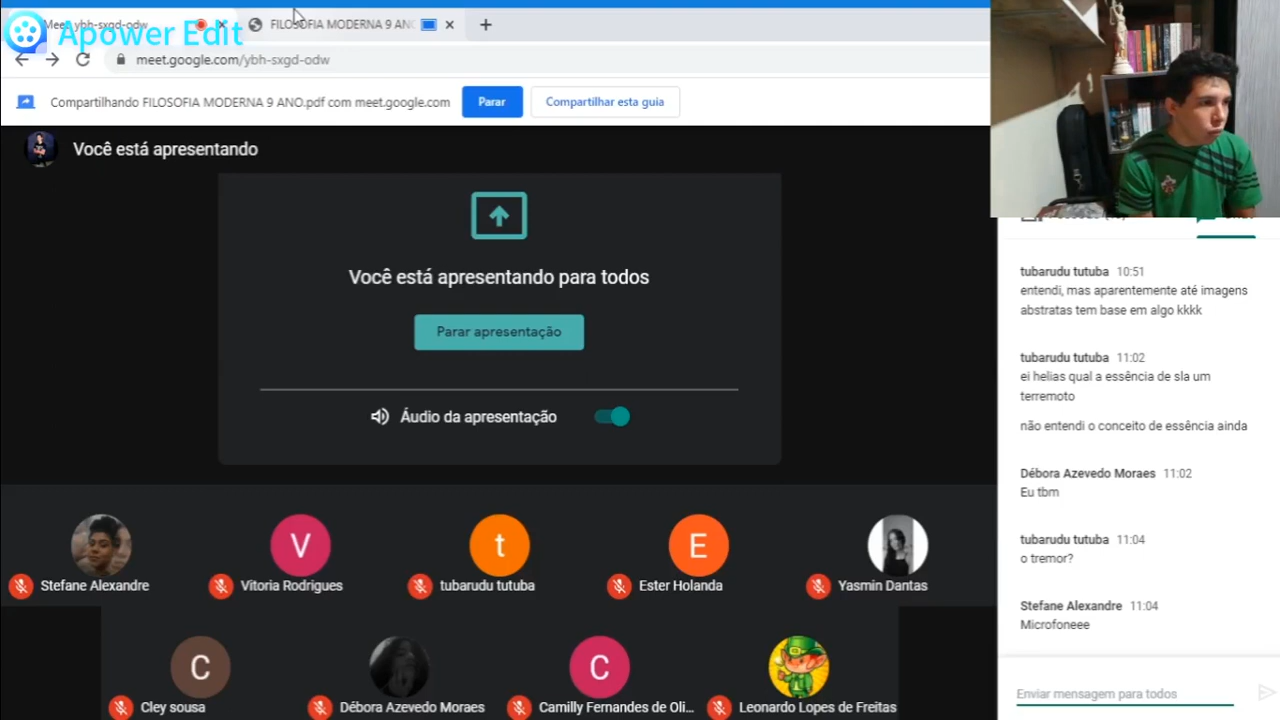 Meet ybh-sxgd-odw
FILOSOFIA MODERNA 9 AN
Apower Edit
meet.google.com/ybh-sxgd-odw
Compartilhando FILOSOFIA MODERNA 9 ANO.pdf com meet.google.com
Parar
Compartilhar esta guia
Você está apresentando
Você está apresentando para todos
Parar apresentação
Áudio da apresentação
Stefane Alexandre
V
Vitoria Rodrigues
t
tubarudu tutuba
E
Ester Holanda
Yasmin Dantas
C
Cley sousa
Débora Azevedo Moraes
C
Camilly Fernandes de Oli...
Leonardo Lopes de Freitas
tubarudu tutuba 10:51
entendi, mas aparentemente até imagens
abstratas tem base em algo kkkk
tubarudu tutuba 11:02
ei helias qual a essência de sla um
terremoto
não entendi o conceito de essência ainda
Débora Azevedo Moraes 11:02
Eu tbm
tubarudu tutuba 11:04
o tremor?
Stefane Alexandre 11:04
Microfoneee
Enviar mensagem para todos